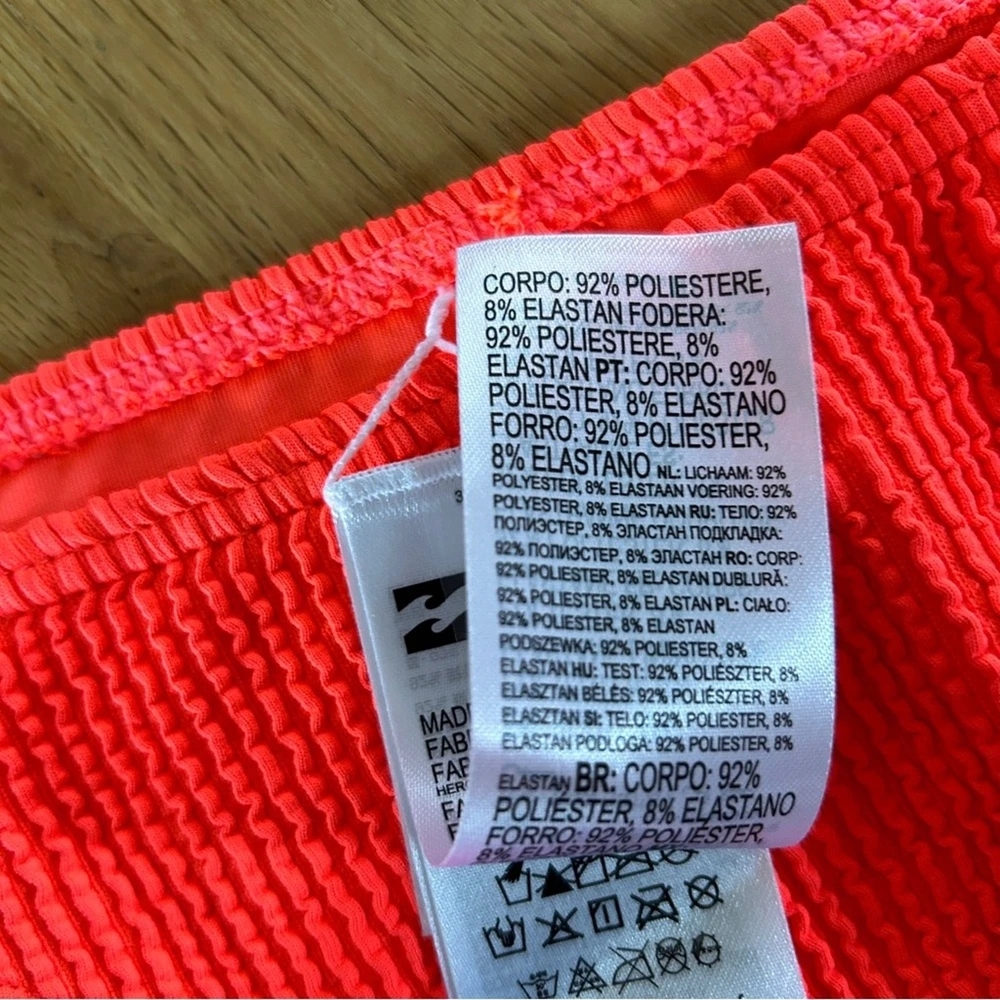 CORPO: 92% POLIESTERE,
8% ELASTAN FODERA:
92% POLIESTERE, 8%
ELASTAN PT: CORPO: 92%
POLIESTER, 8% ELASTANO
FORRO: 92% POLIESTER,
8% ELASTANO NL: LICHAAM: 92%
POLYESTER, 8% ELASTAAN VOERING: 92%
POLYESTER, 8% ELASTAAN RU: ТЕЛО: 92%
ПОЛИЭСТЕР, 8% ЭЛАСТАН ПОДКЛАДКА:
92% ПОЛИЭСТЕР, 8% ЭЛАСТАН RO: CORP:
92% POLIESTER, 8% ELASTAN DUBLURĂ:
92% POLIESTER, 8% ELASTAN PL: CIAŁO:
92% POLIESTER, 8% ELASTAN
PODSZEWKA: 92% POLIESTER, 8%
ELASTAN HU: TEST: 92% POLIÉSZTER, 8%
ELASZTAN BÉLÉS: 92% POLIÉSZTER, 8%
ELASZTAN SI: TELO: 92% POLIESTER, 8%
ELASTAN PODLOGA: 92% POLIESTER, 8%
ELASTAN BR: CORPO: 92%
POLIÉSTER, 8% ELASTANO
FORRO: 92% POLIÉSTER,
8% ELASTANO
MAD
FAB
FAB
HER
FA
F